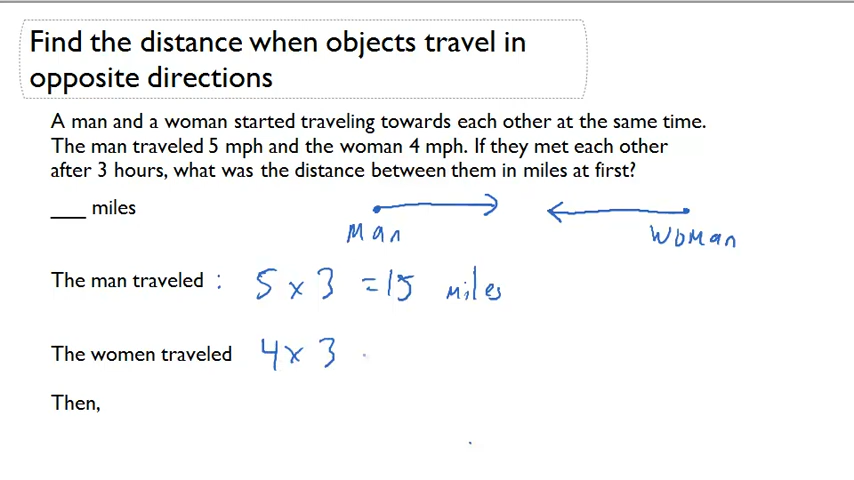 Find the distance when objects travel in
opposite directions
A man and a woman started traveling towards each other at the same time.
The man traveled 5 mph and the woman 4 mph. If they met each other
after 3 hours, what was the distance between them in miles at first?
___ miles
Man
Woman
The man traveled : 5 x 3 = 15 miles
The women traveled 4 x 3
Then,